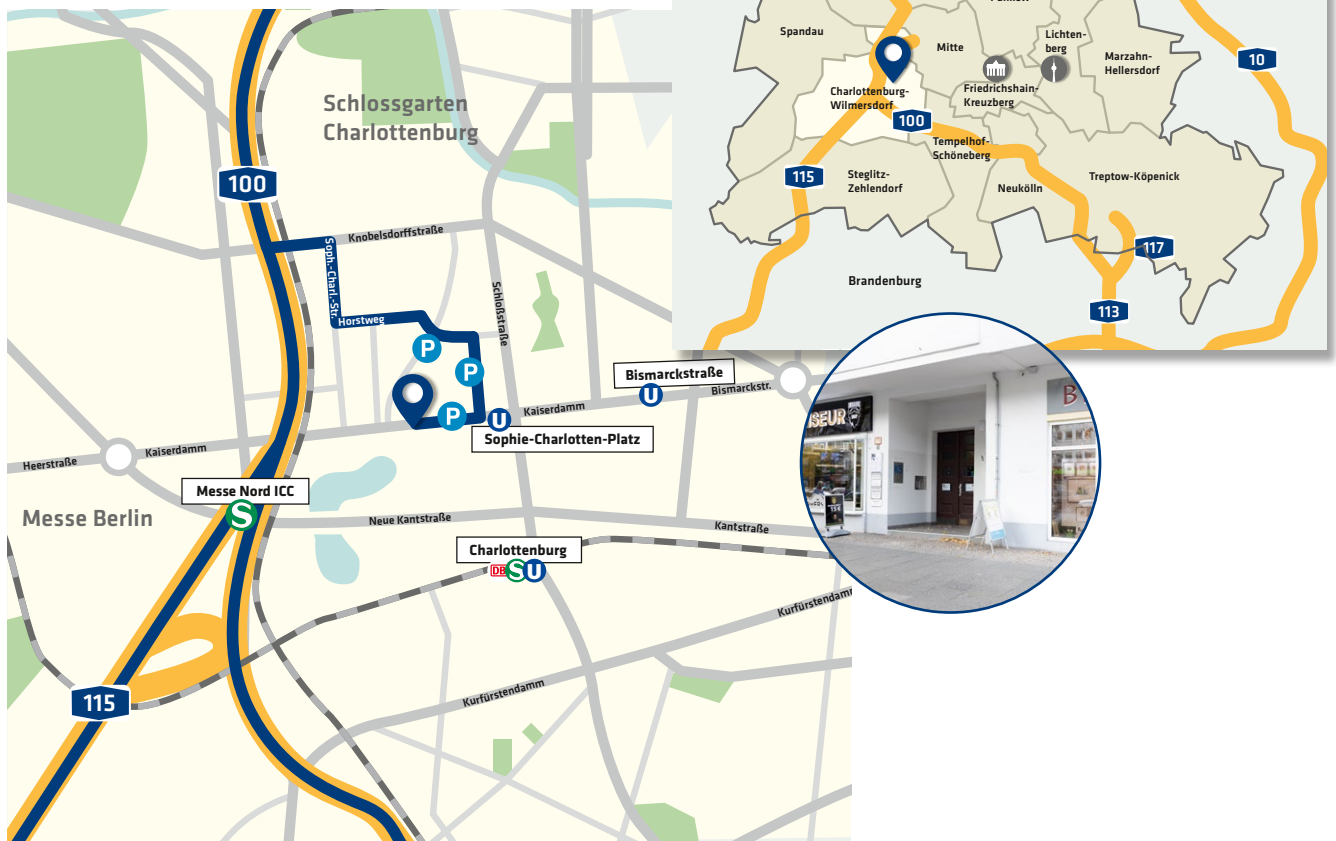 Schlossgarten
Charlottenburg
100
Knobelsdorffstraße
Soph.-Charl.-Str.
Horstweg
Schloßstraße
P
P
P
Bismarckstraße
U
Bismarckstr.
Kaiserdamm
U
Sophie-Charlotten-Platz
Kaiserdamm
Heerstraße
Messe Nord ICC
S
Messe Berlin
Neue Kantstraße
Kantstraße
Charlottenburg
DB
S
U
Kurfürstendamm
Kurfürstendamm
115
Spandau
Mitte
Lichten-
berg
Marzahn-
Hellersdorf
10
Charlottenburg-
Wilmersdorf
Friedrichshain-
Kreuzberg
100
Tempelhof-
Schöneberg
115
Steglitz-
Zehlendorf
Neukölln
Treptow-Köpenick
117
Brandenburg
113
SEUR
B